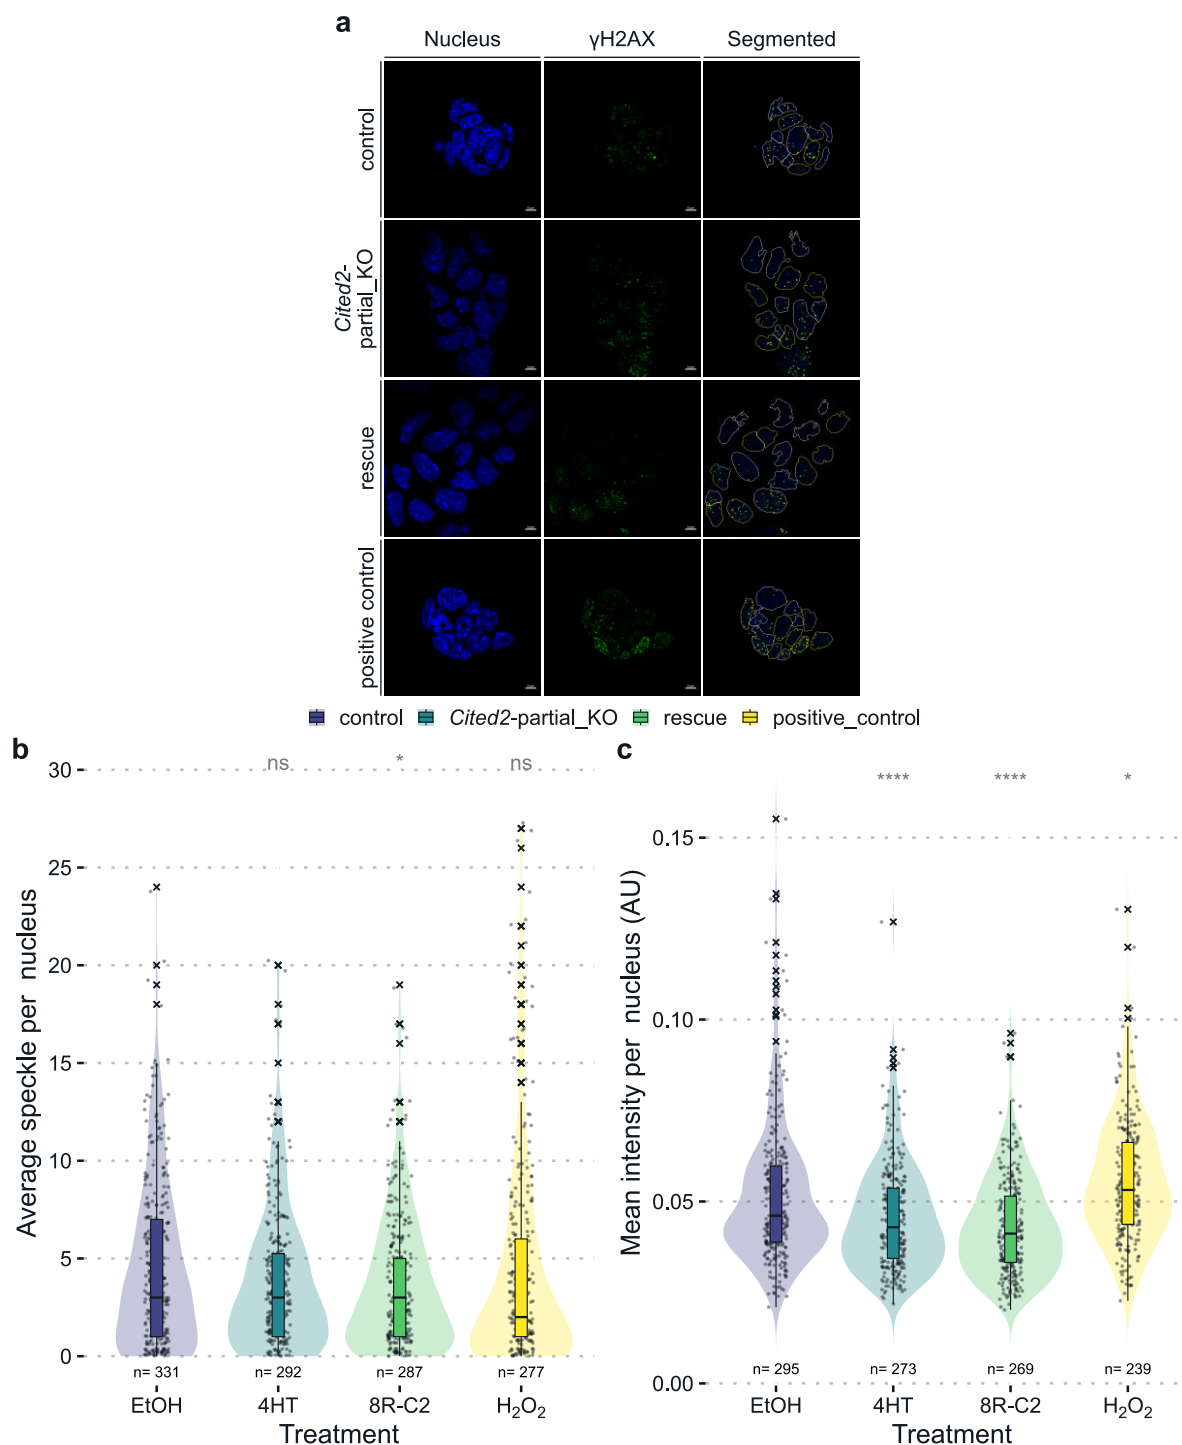 a
Nucleus γH2AX Segmented
control
Cited2-
partial_KO
rescue
positive control
control Cited2-partial_KO rescue positive_control
b
ns * ns
30
25
20
15
10
5
0
Average speckle per nucleus
n= 331 n= 292 n= 287 n= 277
EtOH 4HT 8R-C2 H₂O₂
Treatment
c
**** **** *
0.15
0.10
0.05
0.00
Mean intensity per nucleus (AU)
n= 295 n= 273 n= 269 n= 239
EtOH 4HT 8R-C2 H₂O₂
Treatment